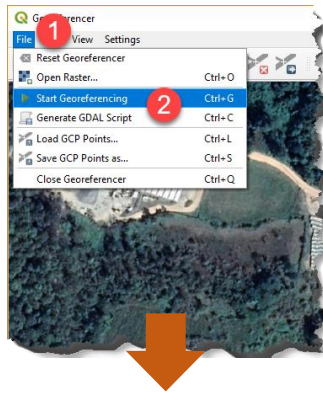 Georeferencer
File View Settings
1
Reset Georeferencer
Open Raster... Ctrl+O
Start Georeferencing Ctrl+G
2
Generate GDAL Script Ctrl+C
Load GCP Points... Ctrl+L
Save GCP Points as... Ctrl+S
Close Georeferencer Ctrl+Q